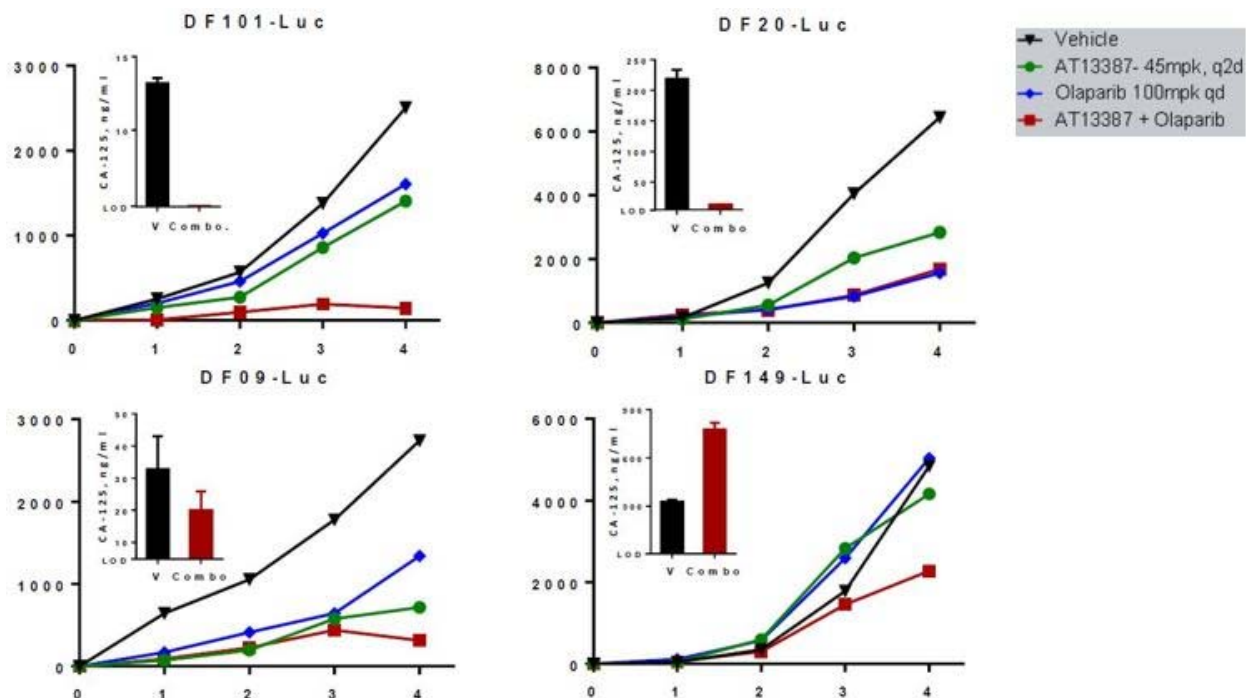 DF101-Luc
3000
2000
1000
0
0 1 2 3 4
CA-125, ng/ml
15
10
LOD
V Combo.
DF20-Luc
8000
6000
4000
2000
0
0 1 2 3 4
CA-125, ng/ml
250
200
150
100
50
LOD
V Combo
Vehicle
AT13387- 45mpk, q2d
Olaparib 100mpk qd
AT13387 + Olaparib
DF09-Luc
3000
2000
1000
0
0 1 2 3 4
CA-125, ng/ml
50
40
30
20
10
LOD
V Combo
DF149-Luc
6000
4000
2000
0
0 1 2 3 4
CA-125, ng/ml
900
600
300
LOD
V Combo